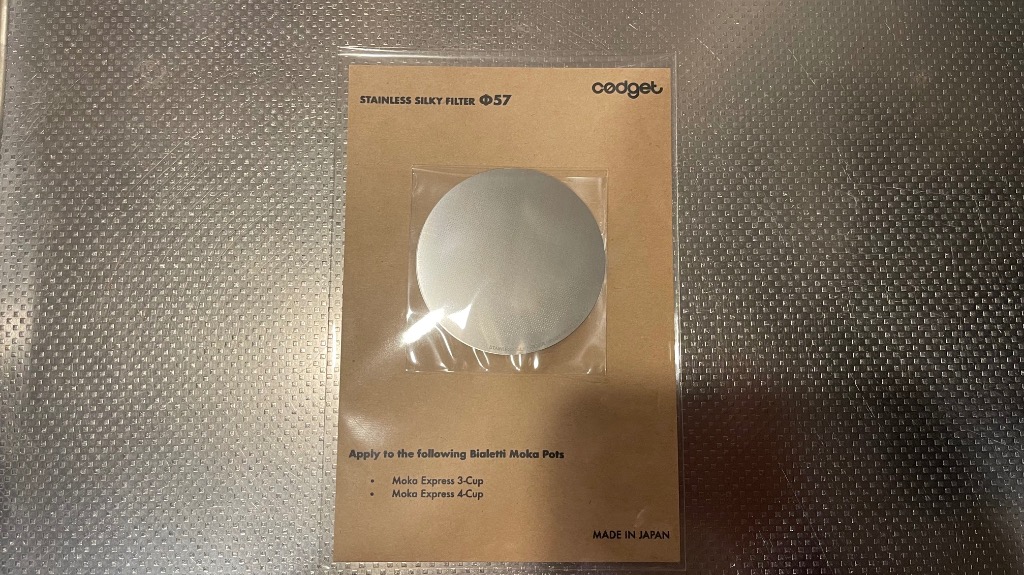 cødget
STAINLESS SILKY FILTER Φ57
Apply to the following Bialetti Moka Pots
• Moka Express 3-Cup
• Moka Express 4-Cup
MADE IN JAPAN